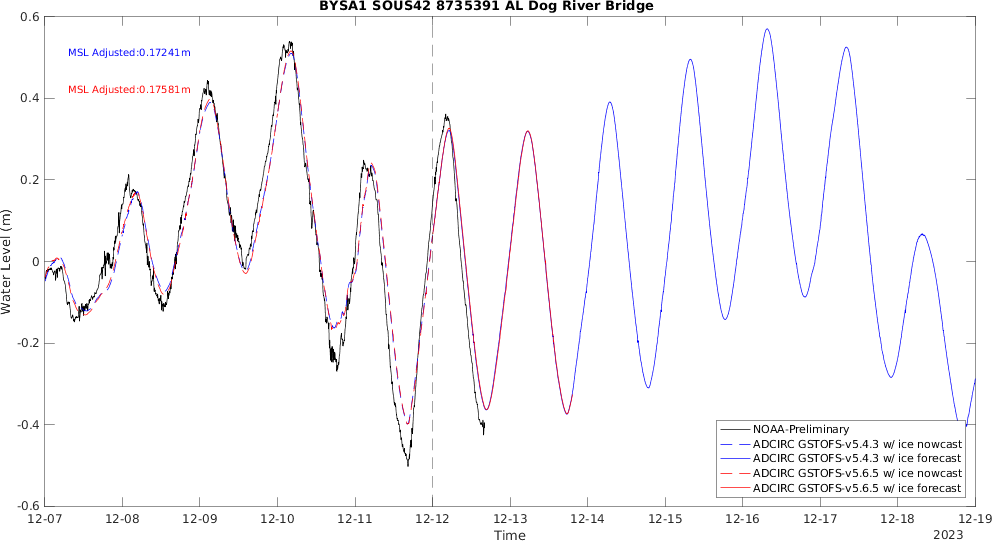 BYSA1 SOUS42 8735391 AL Dog River Bridge
0.6
MSL Adjusted:0.17241m
MSL Adjusted:0.17581m
0.4
0.2
0
-0.2
-0.4
-0.6
Water Level (m)
NOAA-Preliminary
ADCIRC GSTOFS-v5.4.3 w/ ice nowcast
ADCIRC GSTOFS-v5.4.3 w/ ice forecast
ADCIRC GSTOFS-v5.6.5 w/ ice nowcast
ADCIRC GSTOFS-v5.6.5 w/ ice forecast
12-07 12-08 12-09 12-10 12-11 12-12 12-13 12-14 12-15 12-16 12-17 12-18 12-19
Time
2023